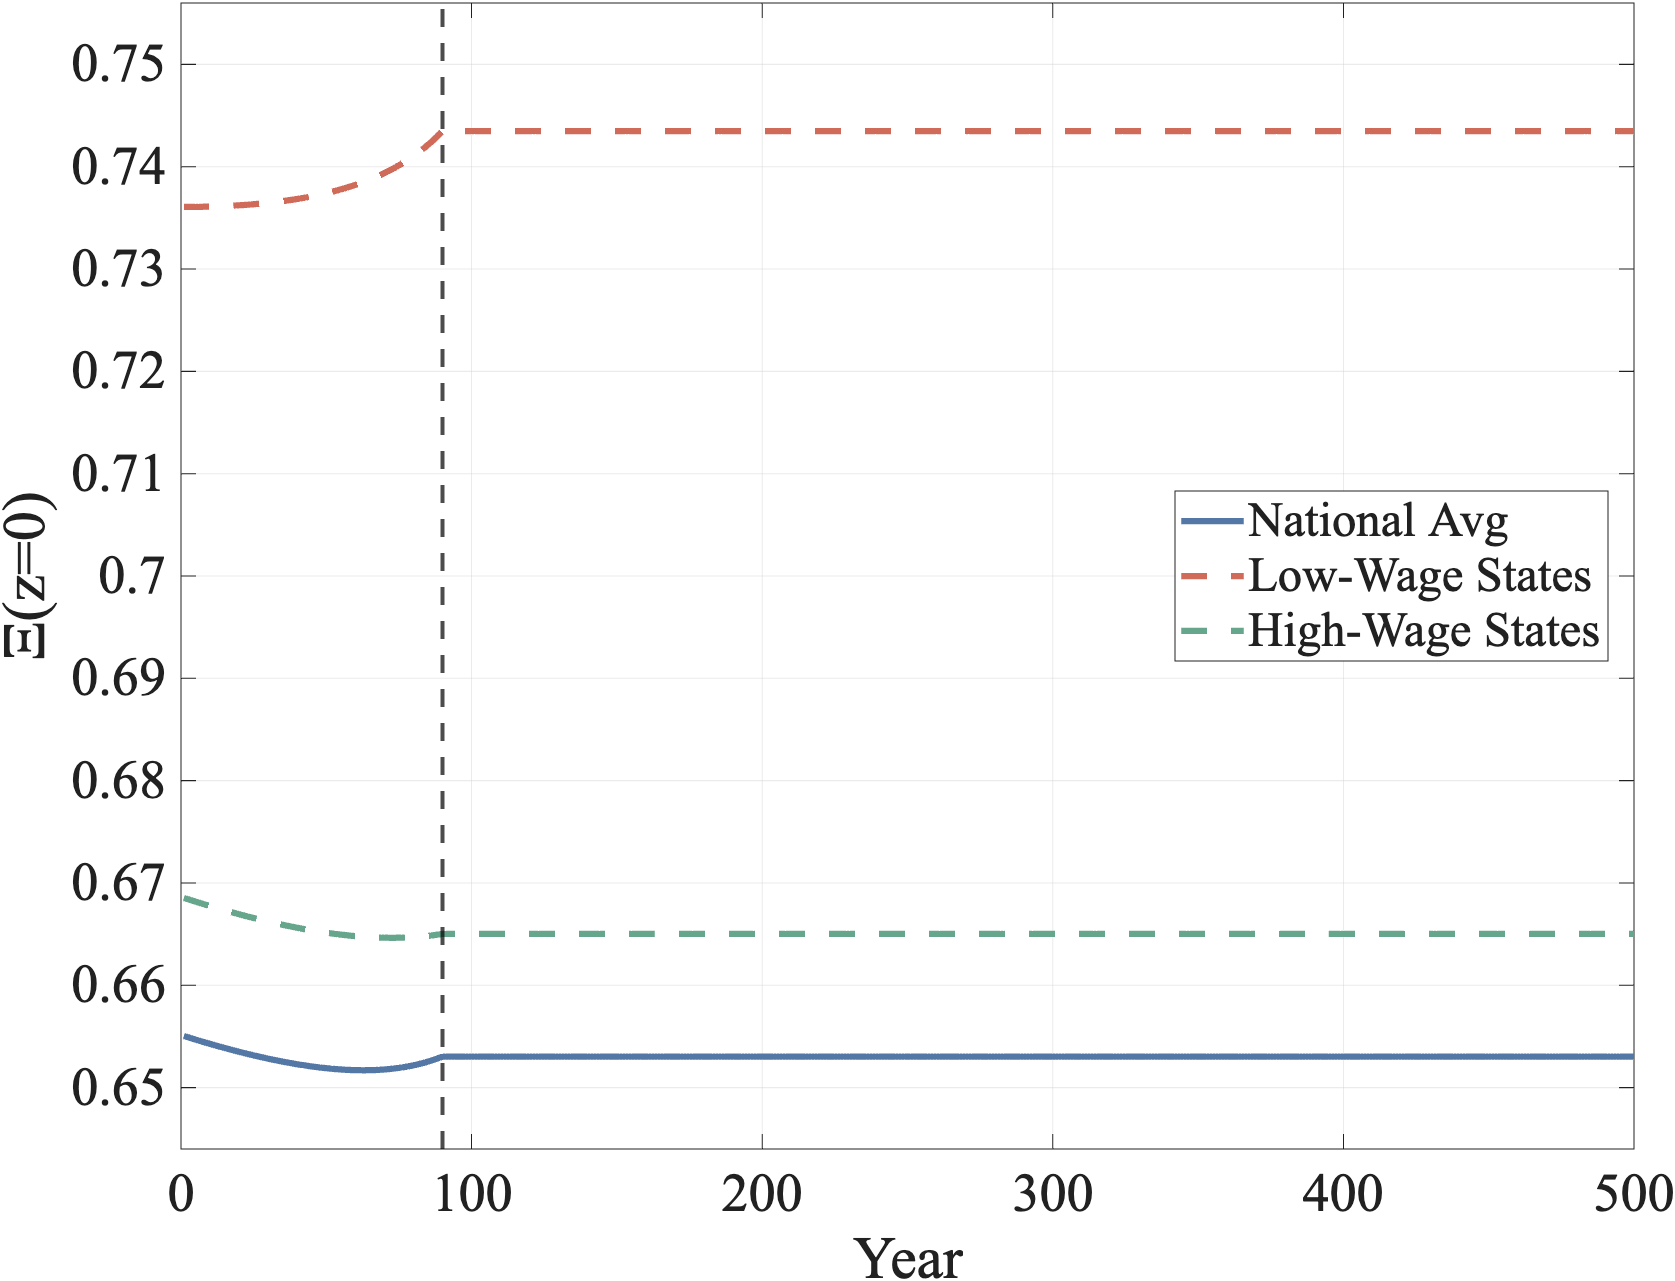 0.75
0.74
0.73
0.72
0.71
0.7
0.69
0.68
0.67
0.66
0.65
Ξ(z=0)
National Avg
Low-Wage States
High-Wage States
0 100 200 300 400 500
Year